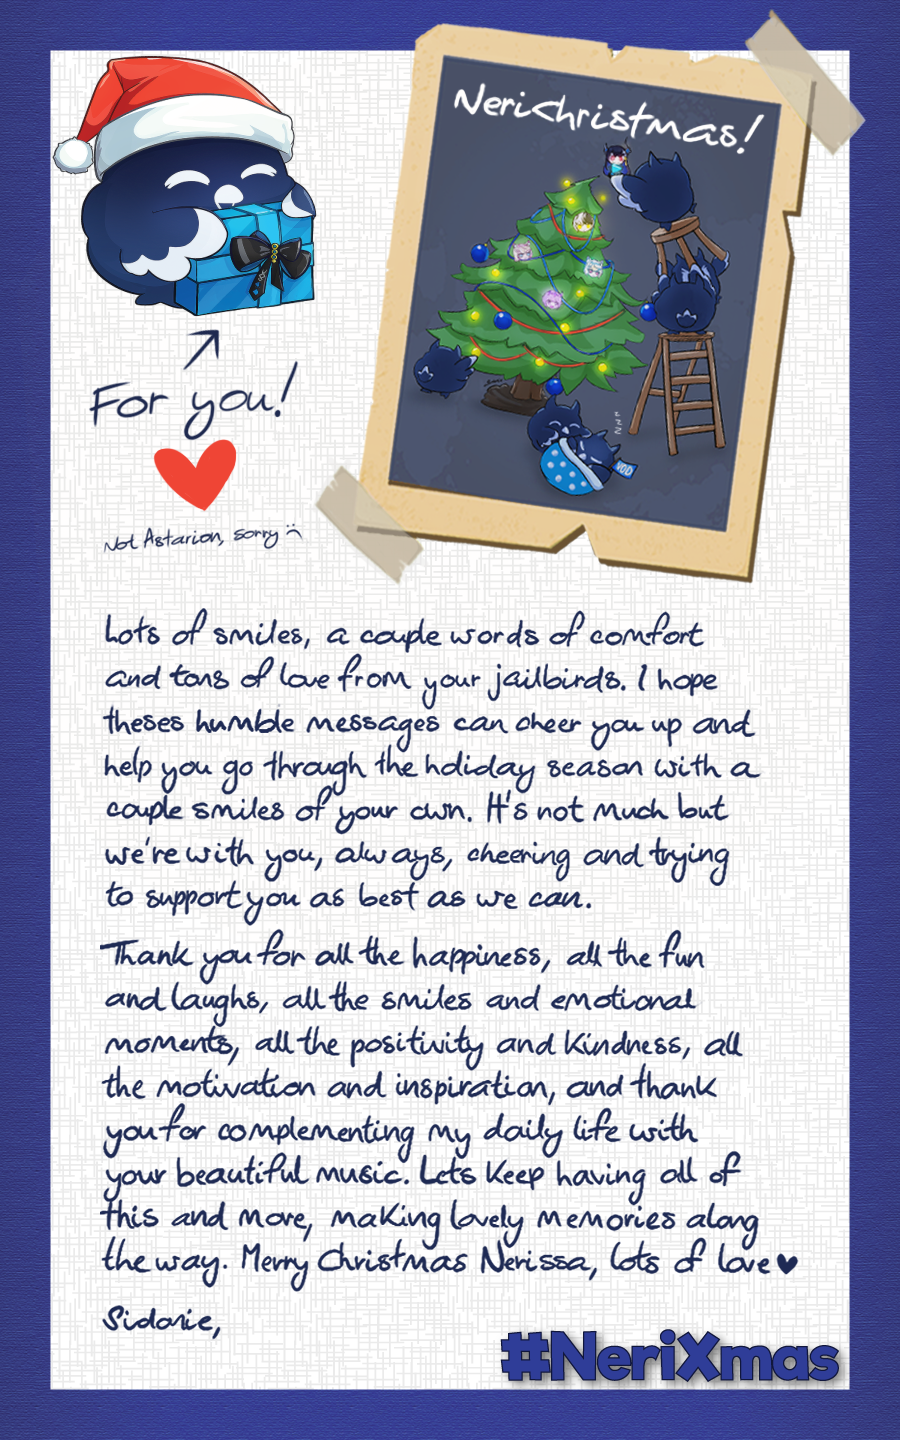 NeriChristmas!
For you!
Not Astarion, sorry :(
zzz
VOD
Lots of smiles, a couple words of comfort
and tons of love from your jailbirds. I hope
theses humble messages can cheer you up and
help you go through the holiday season with a
couple smiles of your own. It's not much but
we're with you, always, cheering and trying
to support you as best as we can.
Thank you for all the happiness, all the fun
and laughs, all the smiles and emotional
moments, all the positivity and kindness, all
the motivation and inspiration, and thank
you for complementing my daily life with
your beautiful music. Lets keep having all of
this and more, making lovely memories along
the way. Merry Christmas Nerissa, lots of love ♥
Sidonie,
#NeriXmas